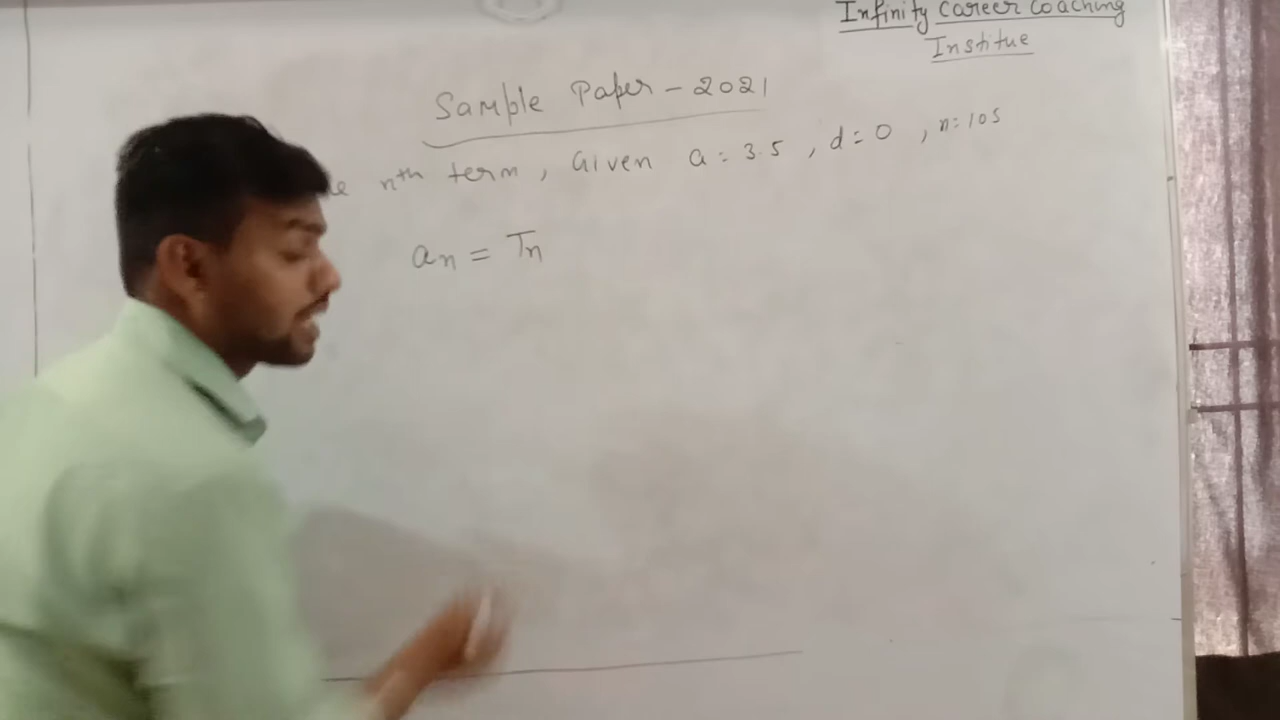 Infinity Career Coaching
Institue
Sample Paper - 2021
nth term, Given a = 3.5, d = 0, n = 105
an = Tn